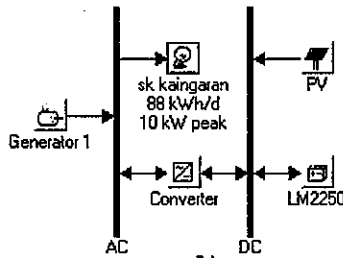 sk kaingaran
88 kWh/d
10 kW peak
PV
Generator 1
Converter
LM2250
AC
DC